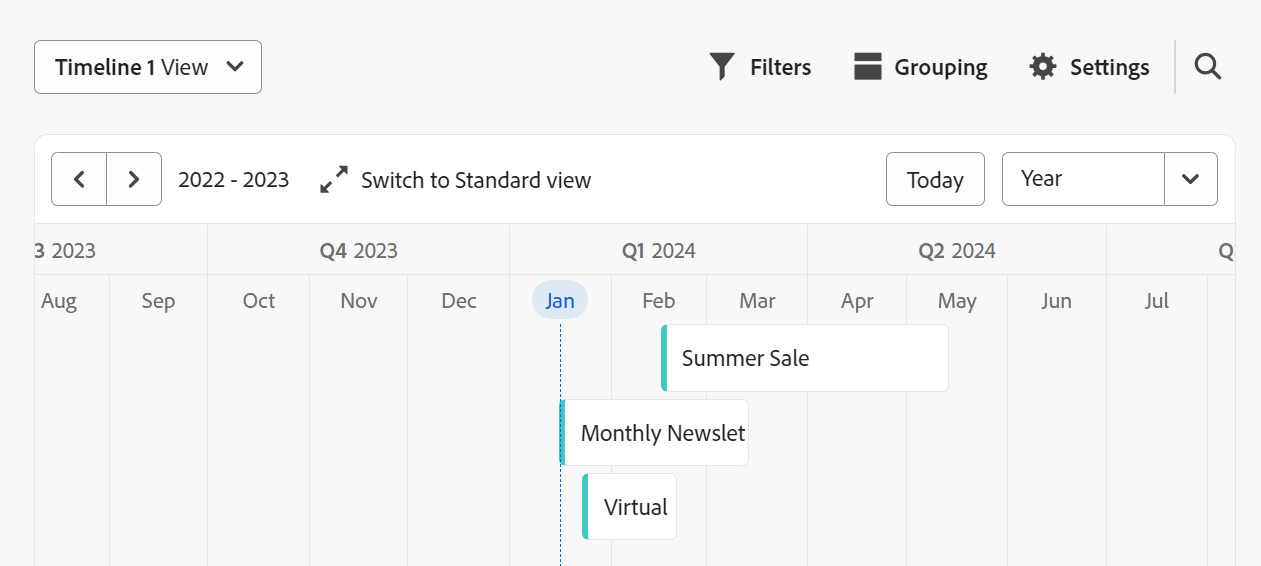 Timeline 1 View Filters Grouping Settings
2022 - 2023 Switch to Standard view Today Year
3 2023 Q4 2023 Q1 2024 Q2 2024 Q
Aug Sep Oct Nov Dec Jan Feb Mar Apr May Jun Jul
Summer Sale
Monthly Newslet
Virtual